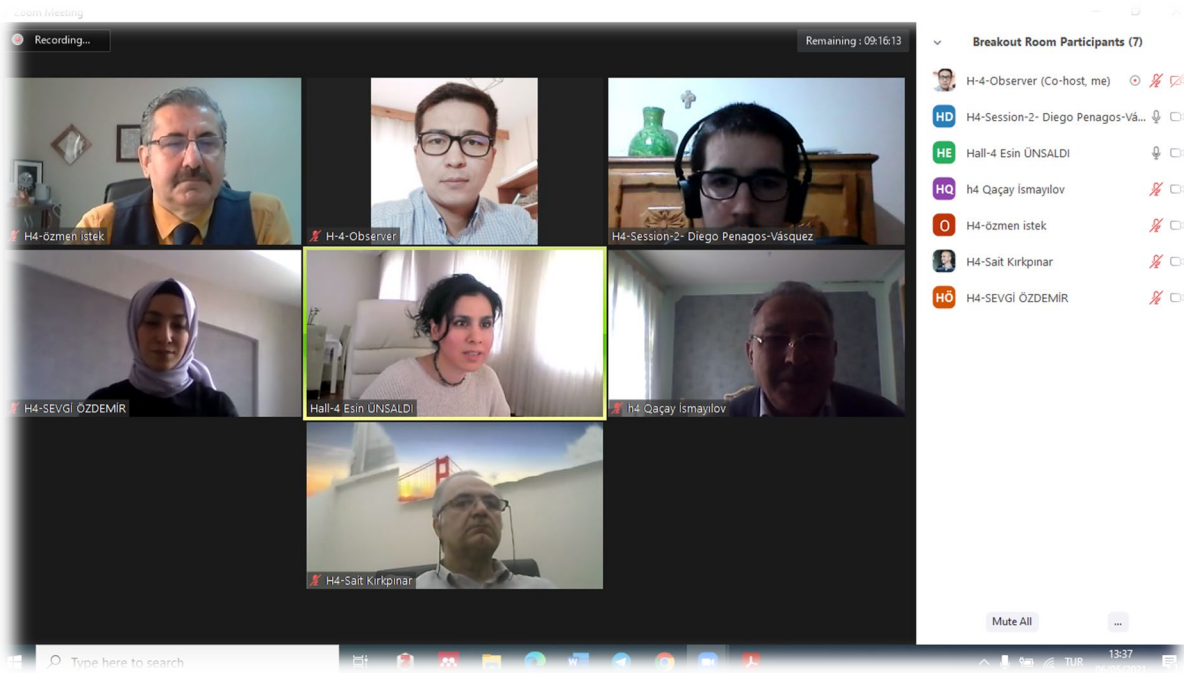 Zoom Meeting
Recording...
Remaining : 09:16:13
H4-özmen istek
H-4-Observer
H4-Session-2- Diego Penagos-Vásquez
H4-SEVGİ ÖZDEMİR
Hall-4 Esin ÜNSALDI
h4 Qaçay İsmayılov
H4-Sait Kırkpınar
Breakout Room Participants (7)
H-4-Observer (Co-host, me)
HD H4-Session-2- Diego Penagos-Vá...
HE Hall-4 Esin ÜNSALDI
HQ h4 Qaçay İsmayılov
O H4-özmen istek
H4-Sait Kırkpınar
HÖ H4-SEVGİ ÖZDEMİR
Mute All
...
Type here to search
W
TUR
13:37